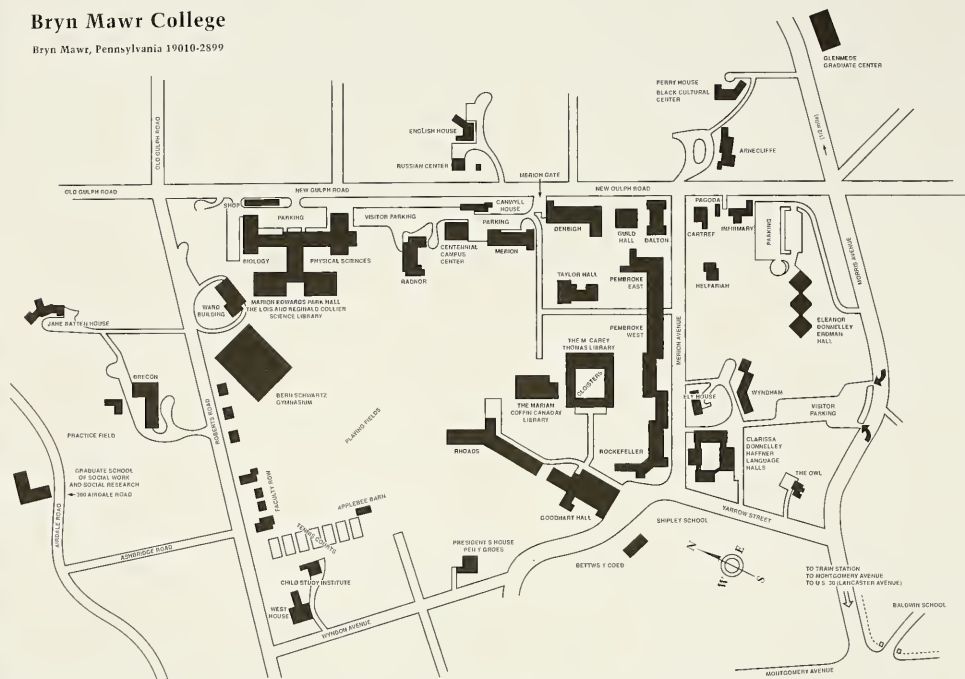 Bryn Mawr College
Bryn Mawr, Pennsylvania 19010-2899
GLENMEDE
GRADUATE CENTER
PERRY HOUSE
BLACK CULTURAL
CENTER
OLD GULPH ROAD
ENGLISH HOUSE
(1/2 mile)
ARNECLIFFE
RUSSIAN CENTER
MERION GATE
OLD GULPH ROAD
NEW GULPH ROAD
NEW GULPH ROAD
SHOP
CANWYLL
HOUSE
PAGODA
PARKING
VISITOR PARKING
PARKING
DENBIGH
GUILD
HALL
DALTON
CARTREF
INFIRMARY
PARKING
MORRIS AVENUE
BIOLOGY
PHYSICAL SCIENCES
RADNOR
CENTENNIAL
CAMPUS
CENTER
MERION
TAYLOR HALL
PEMBROKE
EAST
HELFARIAH
WARD
BUILDING
MARION EDWARDS PARK HALL
THE LOIS AND REGINALD COLLIER
SCIENCE LIBRARY
JANE BATTEN HOUSE
PEMBROKE
WEST
MERION AVENUE
ELEANOR
DONNELLEY
ERDMAN
HALL
THE M. CAREY
THOMAS LIBRARY
CLOISTERS
BRECON
BERN SCHWARTZ
GYMNASIUM
THE MARIAM
COFFIN CANADAY
LIBRARY
ELY HOUSE
WYNDHAM
VISITOR
PARKING
ROBERTS ROAD
PLAYING FIELDS
PRACTICE FIELD
RHOADS
ROCKEFELLER
CLARISSA
DONNELLEY
HAFFNER
LANGUAGE
HALLS
GRADUATE SCHOOL
OF SOCIAL WORK
AND SOCIAL RESEARCH
300 AIRDALE ROAD
FACULTY ROW
THE OWL
APPLEBEE BARN
GOODHART HALL
YARROW STREET
AIRDALE ROAD
TENNIS COURTS
SHIPLEY SCHOOL
ASHBRIDGE ROAD
PRESIDENT'S HOUSE
PEN Y GROES
BETTWS Y COED
N
E
W
S
CHILD STUDY INSTITUTE
TO TRAIN STATION
TO MONTGOMERY AVENUE
TO U S 30 (LANCASTER AVENUE)
WEST
HOUSE
BALDWIN SCHOOL
WYNDON AVENUE
MONTGOMERY AVENUE